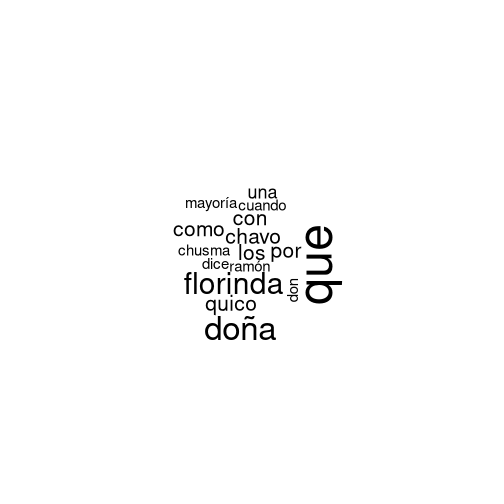 una
mayoría cuando
con
como
chavo
que
chusma los por
dice ramón
florinda don
quico
doña